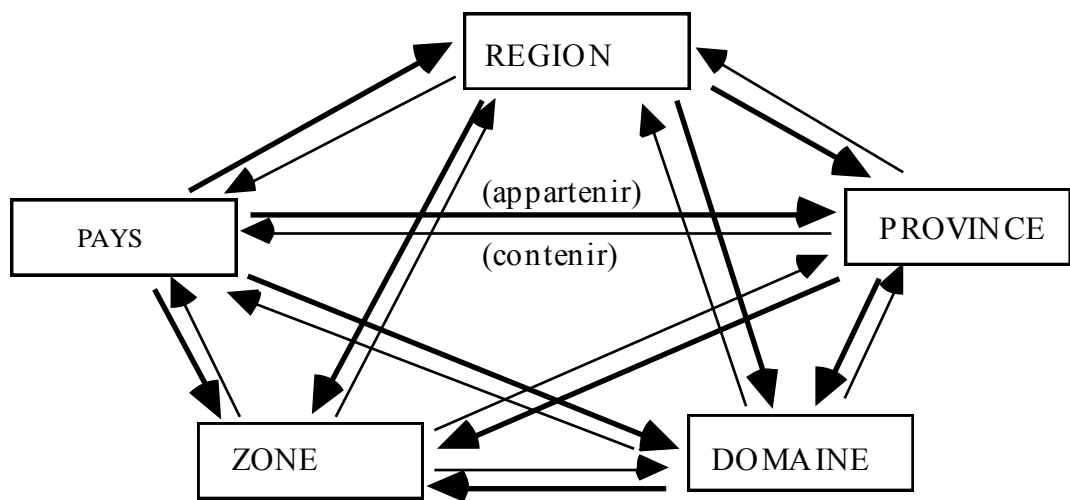 REGION
(appartenir)
PAYS
PROVINCE
(contenir)
ZONE
DOMAINE